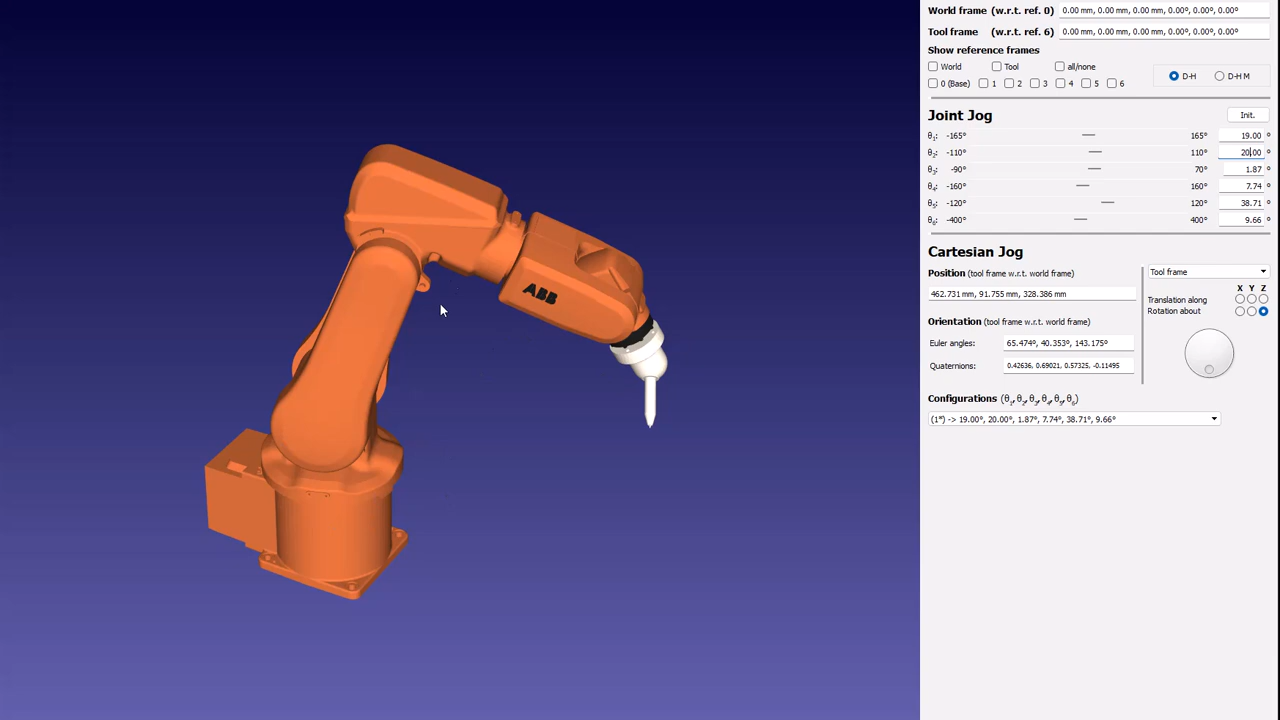 World frame (w.r.t. ref. 0) 0.00 mm, 0.00 mm, 0.00 mm, 0.00°, 0.00°, 0.00°
Tool frame (w.r.t. ref. 6) 0.00 mm, 0.00 mm, 0.00 mm, 0.00°, 0.00°, 0.00°
Show reference frames
World Tool all/none
0 (Base) 1 2 3 4 5 6
D-H D-H M
Joint Jog Init.
θ₁: -165° 165° 19.00 °
θ₂: -110° 110° 20.00 °
θ₃: -90° 70° 1.87 °
θ₄: -160° 160° 7.74 °
θ₅: -120° 120° 38.71 °
θ₆: -400° 400° 9.66 °
Cartesian Jog
Position (tool frame w.r.t. world frame)
462.731 mm, 91.755 mm, 328.386 mm
Orientation (tool frame w.r.t. world frame)
Euler angles: 65.474°, 40.353°, 143.175°
Quaternions: 0.42636, 0.69021, 0.57325, -0.11495
Tool frame
X Y Z
Translation along
Rotation about
Configurations (θ₁,θ₂,θ₃,θ₄,θ₅,θ₆)
(1*) -> 19.00°, 20.00°, 1.87°, 7.74°, 38.71°, 9.66°
ABB